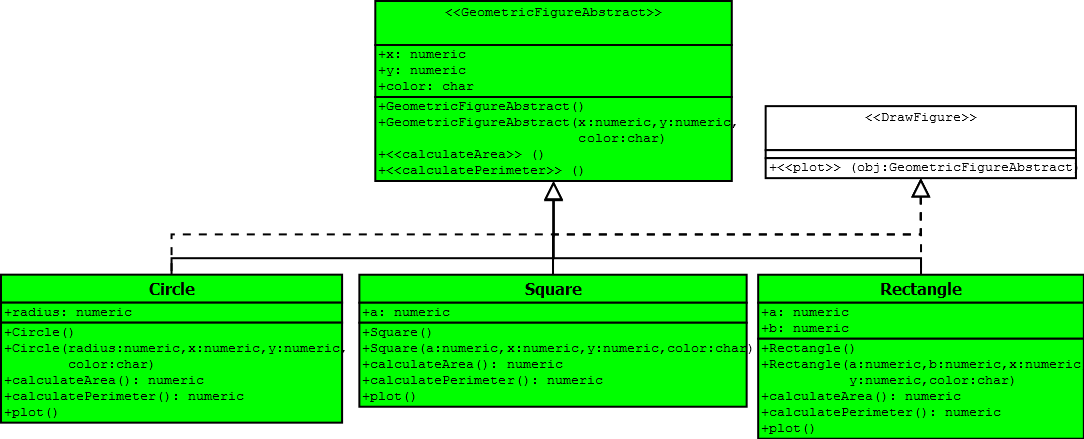 <<GeometricFigureAbstract>>
+x: numeric
+y: numeric
+color: char
+GeometricFigureAbstract()
+GeometricFigureAbstract(x:numeric,y:numeric,
color:char)
+<<calculateArea>> ()
+<<calculatePerimeter>> ()
<<DrawFigure>>
+<<plot>> (obj:GeometricFigureAbstract
Circle
+radius: numeric
+Circle()
+Circle(radius:numeric,x:numeric,y:numeric,
color:char)
+calculateArea(): numeric
+calculatePerimeter(): numeric
+plot()
Square
+a: numeric
+Square()
+Square(a:numeric,x:numeric,y:numeric,color:char)
+calculateArea(): numeric
+calculatePerimeter(): numeric
+plot()
Rectangle
+a: numeric
+b: numeric
+Rectangle()
+Rectangle(a:numeric,b:numeric,x:numeric
y:numeric,color:char)
+calculateArea(): numeric
+calculatePerimeter(): numeric
+plot()